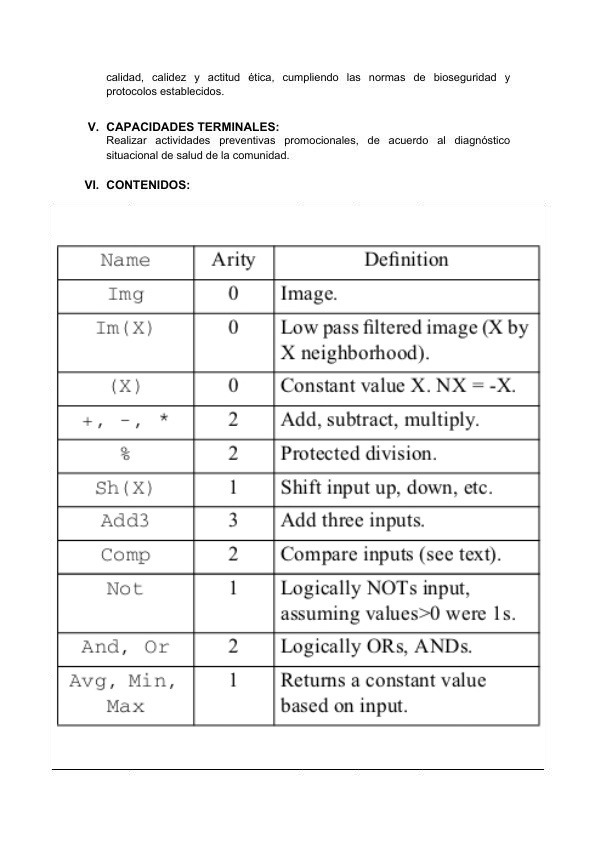 calidad, calidez y actitud ética, cumpliendo las normas de bioseguridad y
protocolos establecidos.
V. CAPACIDADES TERMINALES:
Realizar actividades preventivas promocionales, de acuerdo al diagnóstico
situacional de salud de la comunidad.
VI. CONTENIDOS:
Name Arity Definition
Img 0 Image.
Im(X) 0 Low pass filtered image (X by
X neighborhood).
(X) 0 Constant value X. NX = -X.
+, -, * 2 Add, subtract, multiply.
% 2 Protected division.
Sh(X) 1 Shift input up, down, etc.
Add3 3 Add three inputs.
Comp 2 Compare inputs (see text).
Not 1 Logically NOTs input,
assuming values>0 were 1s.
And, Or 2 Logically ORs, ANDs.
Avg, Min, 1 Returns a constant value
Max based on input.